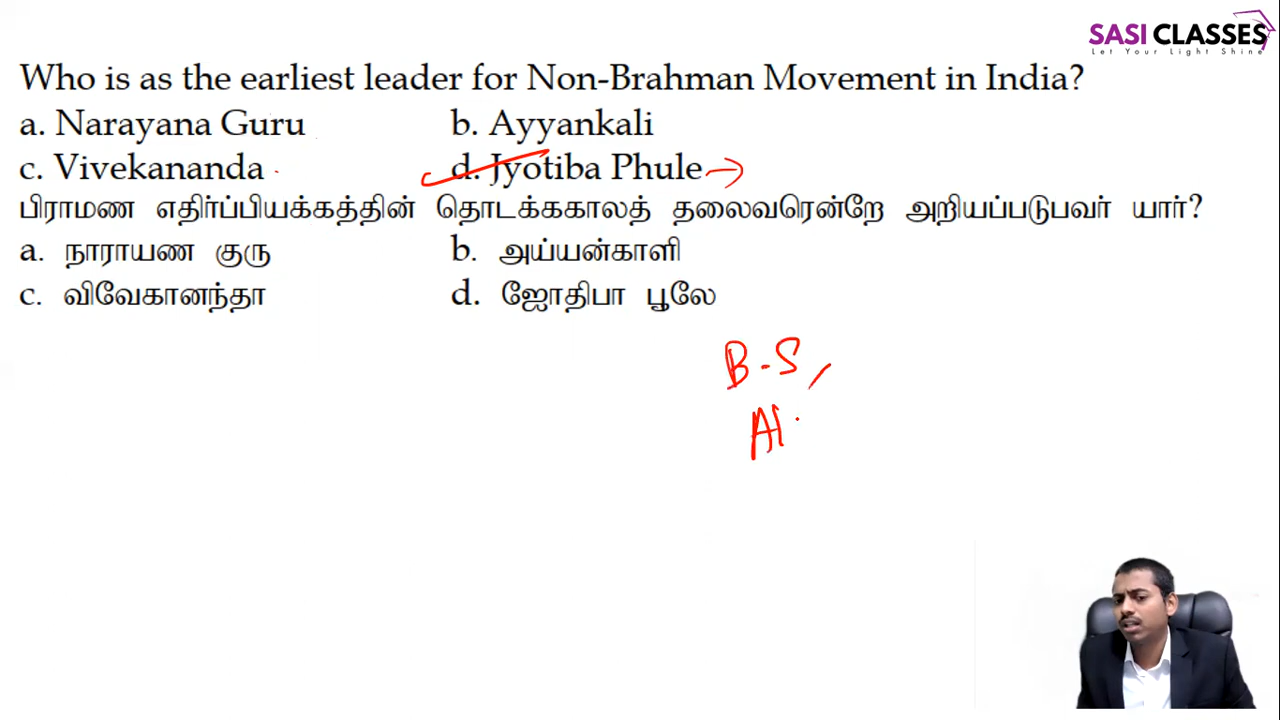 SASI CLASSES
Let Your Light Shine
Who is as the earliest leader for Non-Brahman Movement in India?
a. Narayana Guru b. Ayyankali
c. Vivekananda d. Jyotiba Phule →
பிராமண எதிர்ப்பியக்கத்தின் தொடக்ககாலத் தலைவரென்றே அறியப்படுபவர் யார்?
a. நாராயண குரு b. அய்யன்காளி
c. விவேகானந்தா d. ஜோதிபா பூலே
B-S,